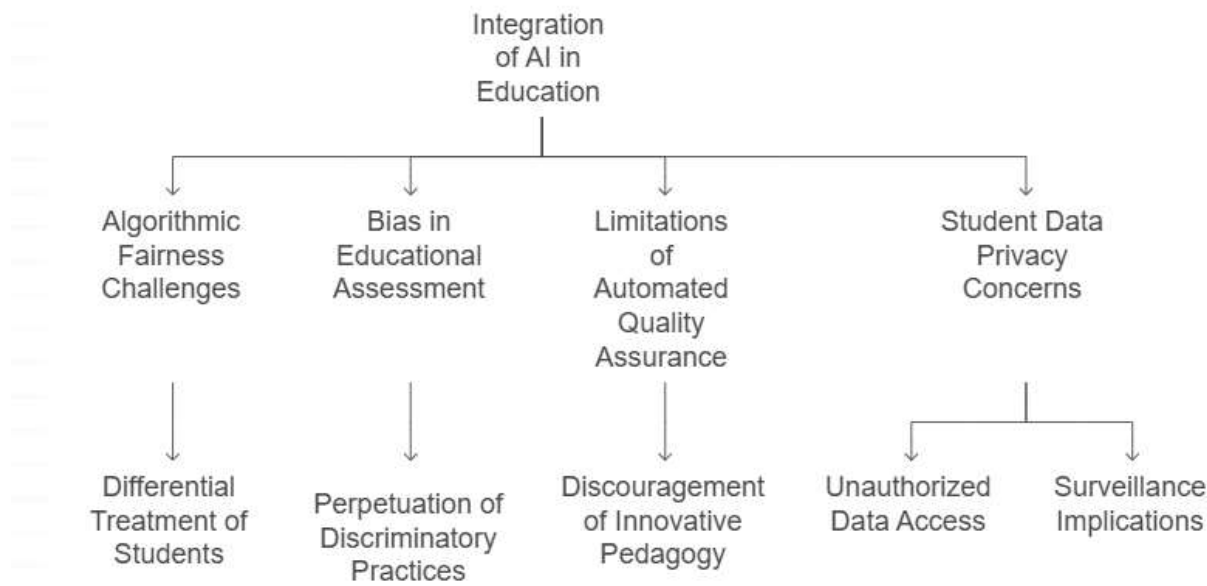 Integration
of AI in
Education
Algorithmic
Fairness
Challenges
Bias in
Educational
Assessment
Limitations
of
Automated
Quality
Assurance
Student Data
Privacy
Concerns
Differential
Treatment of
Students
Perpetuation of
Discriminatory
Practices
Discouragement
of Innovative
Pedagogy
Unauthorized
Data Access
Surveillance
Implications